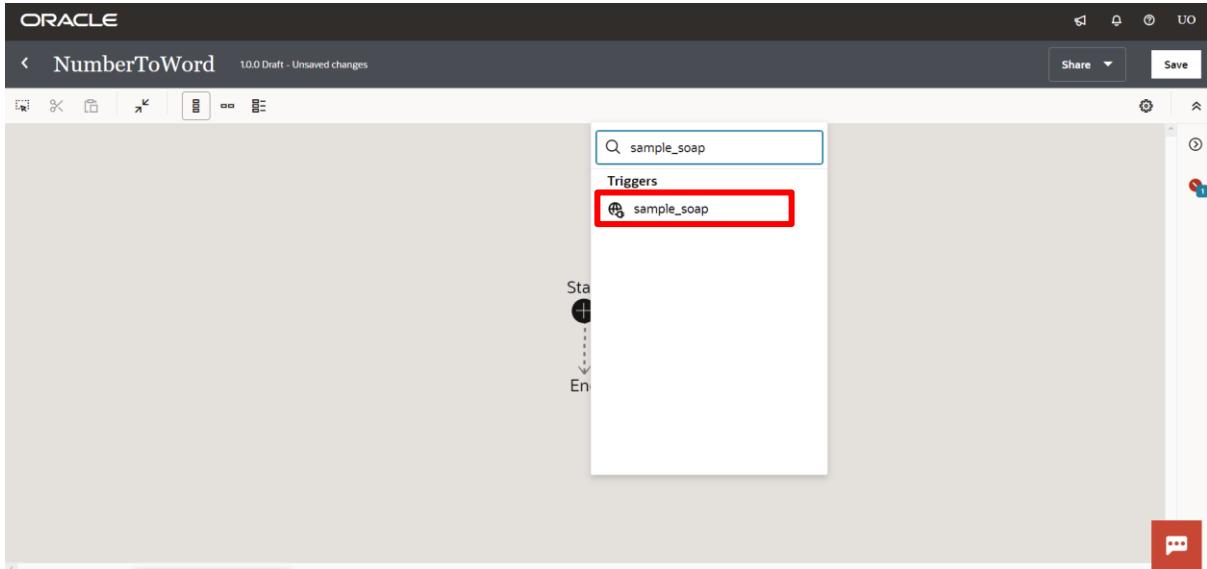 ORACLE
UO
NumberToWord 1.0.0 Draft - Unsaved changes
Share
Save
sample_soap
Triggers
sample_soap
1
Sta
En